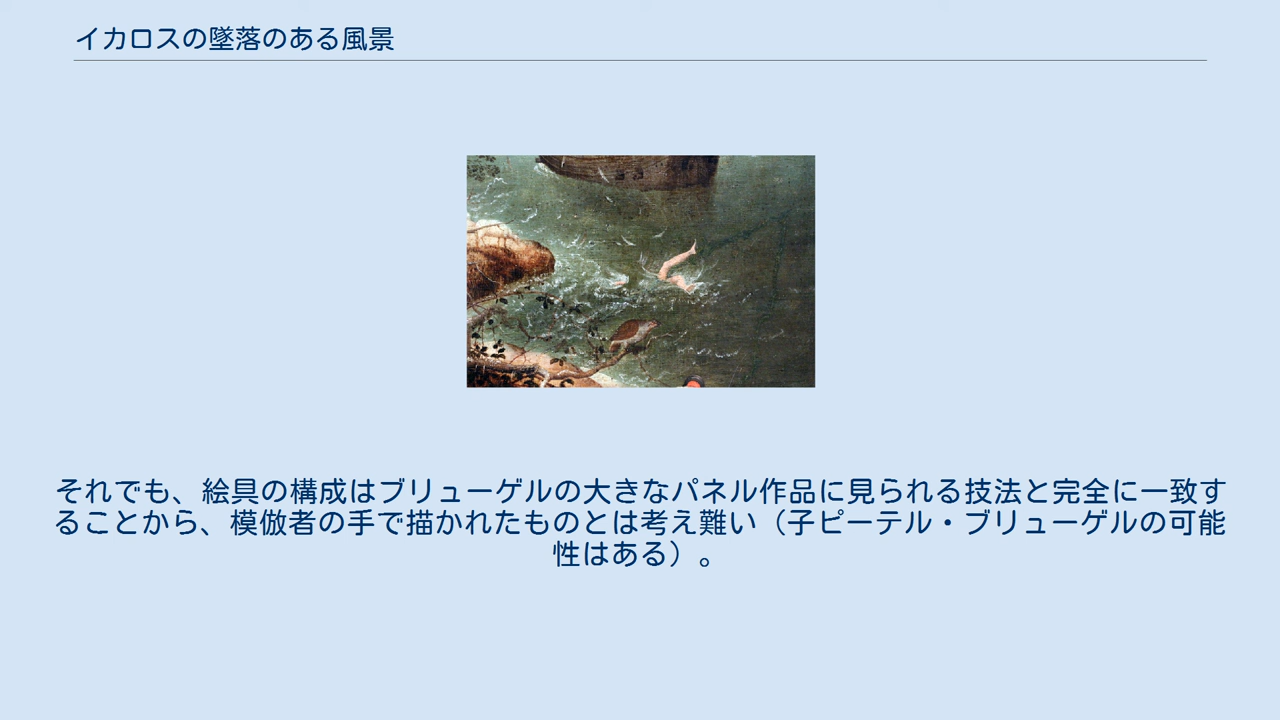 イカロスの墜落のある風景
それでも、絵具の構成はブリューゲルの大きなパネル作品に見られる技法と完全に一致す
ることから、模倣者の手で描かれたものとは考え難い（子ピーテル・ブリューゲルの可能
性はある）。